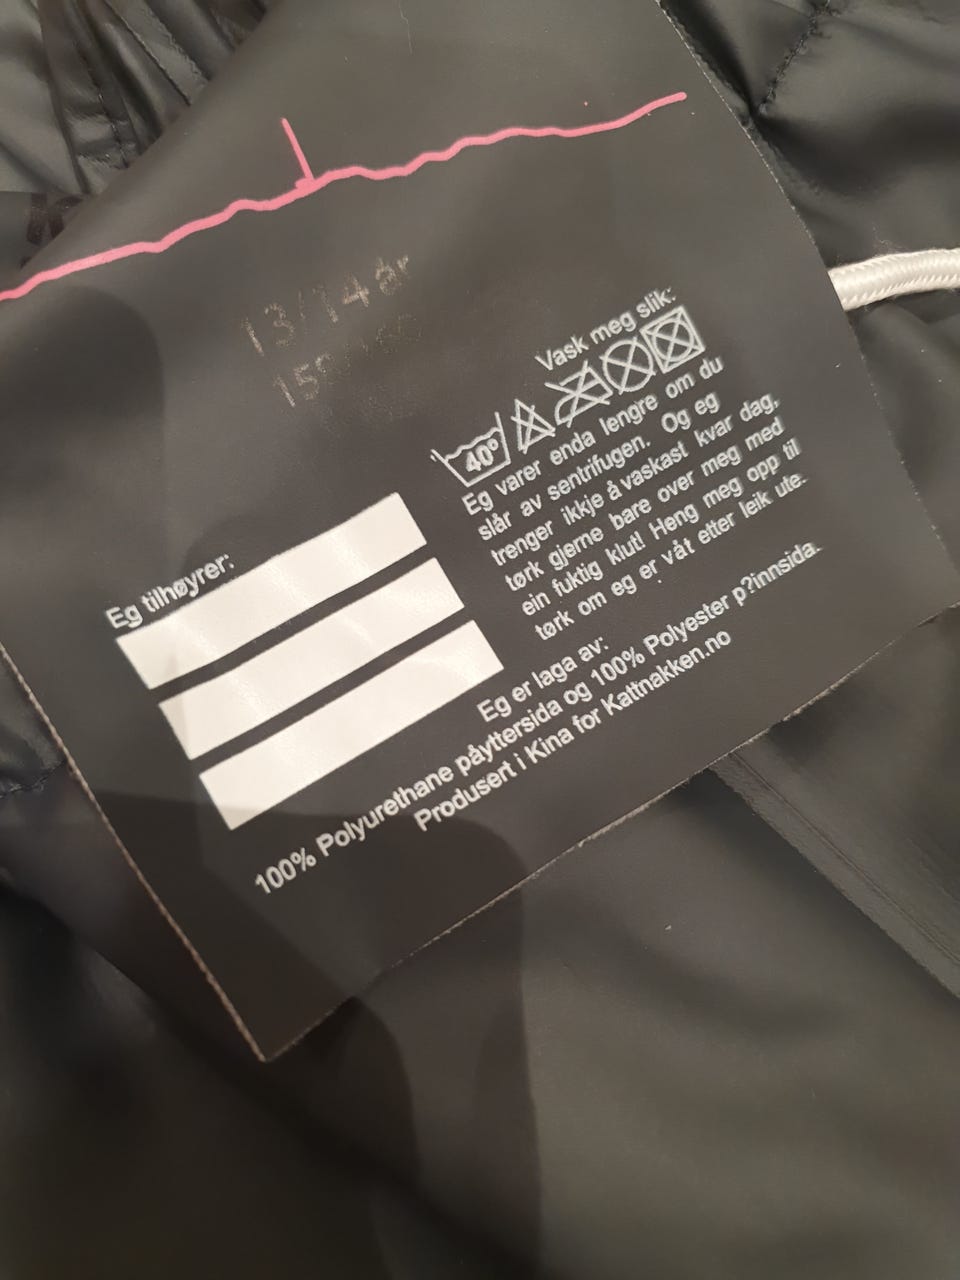 13/14 år
Vask meg slik:
40°
Eg varer enda lengre om du
slår av sentrifugen. Og eg
trenger ikkje å vaskast kvar dag,
tørk gjerne bare over meg med
ein fuktig klut! Heng meg opp til
tørk om eg er våt etter leik ute.
Eg tilhøyrer:
Eg er laga av:
100% Polyurethane påyttersida og 100% Polyester p?innsida.
Produsert i Kina for Kattnakken.no